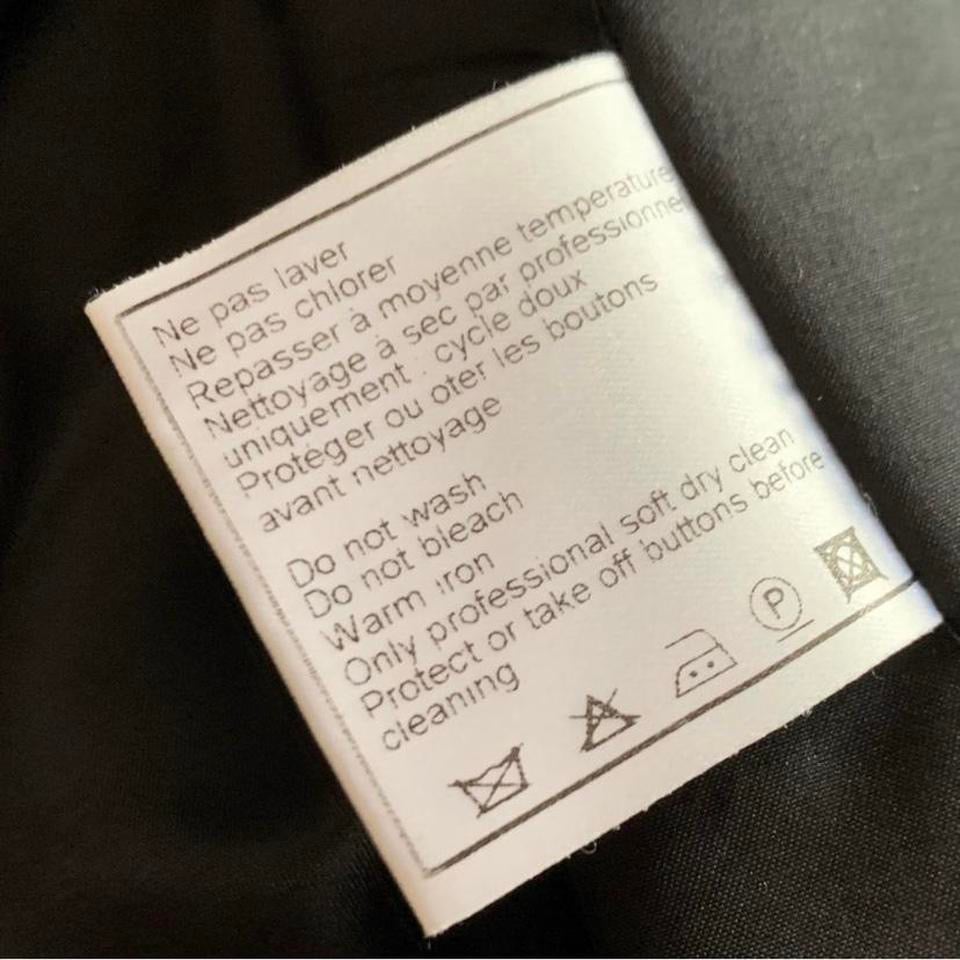 Ne pas laver
Ne pas chlorer
Repasser à moyenne temperature
Nettoyage à sec par professionne
uniquement cycle doux
Protéger ou oter les boutons
avant nettoyage
Do not wash
Do not bleach
Warm iron
Only professional soft dry clean
Protect or take off buttons before
cleaning
P